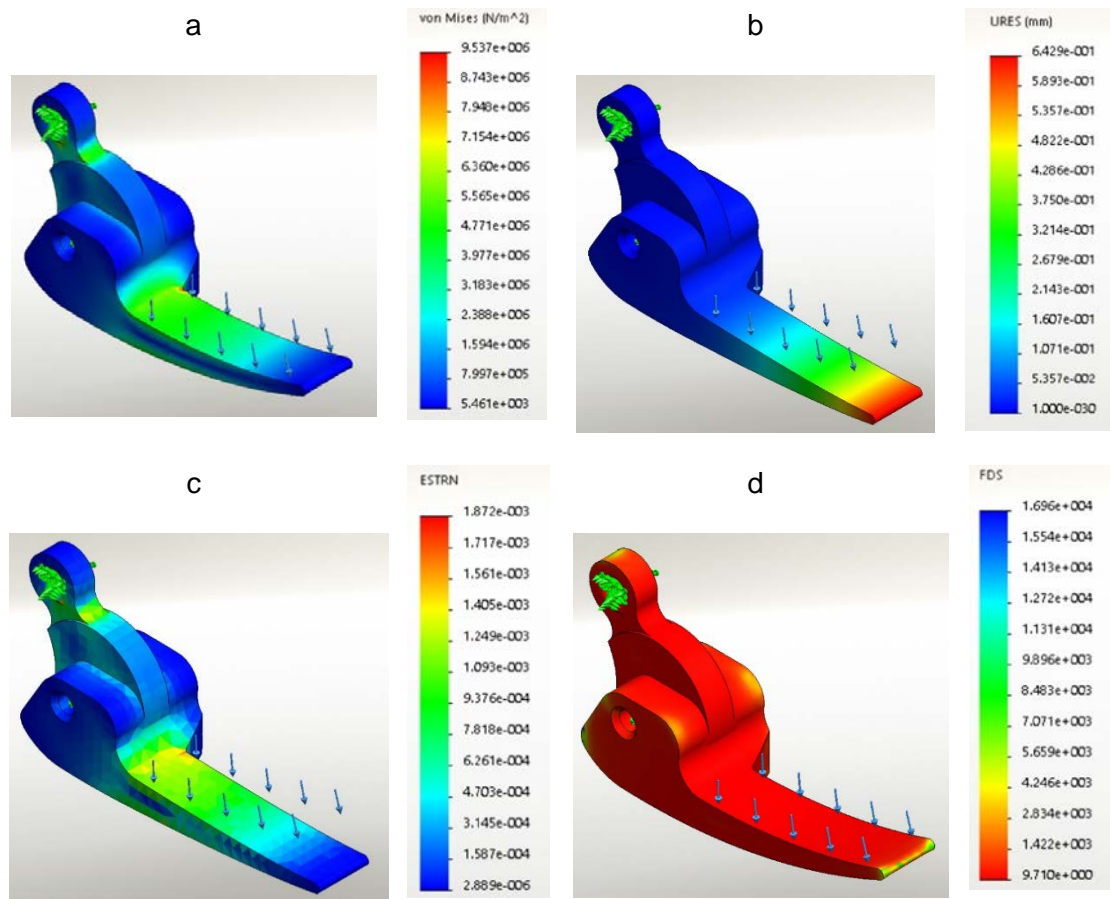 a
von Mises (N/m^2)
9.537e+006
8.743e+006
7.948e+006
7.154e+006
6.360e+006
5.565e+006
4.771e+006
3.977e+006
3.183e+006
2.388e+006
1.594e+006
7.997e+005
5.461e+003
b
URES (mm)
6.429e-001
5.893e-001
5.357e-001
4.822e-001
4.286e-001
3.750e-001
3.214e-001
2.679e-001
2.143e-001
1.607e-001
1.071e-001
5.357e-002
1.000e-030
c
ESTRN
1.872e-003
1.717e-003
1.561e-003
1.405e-003
1.249e-003
1.093e-003
9.376e-004
7.818e-004
6.261e-004
4.703e-004
3.145e-004
1.587e-004
2.889e-006
d
FDS
1.696e+004
1.554e+004
1.413e+004
1.272e+004
1.131e+004
9.896e+003
8.483e+003
7.071e+003
5.659e+003
4.246e+003
2.834e+003
1.422e+003
9.710e+000